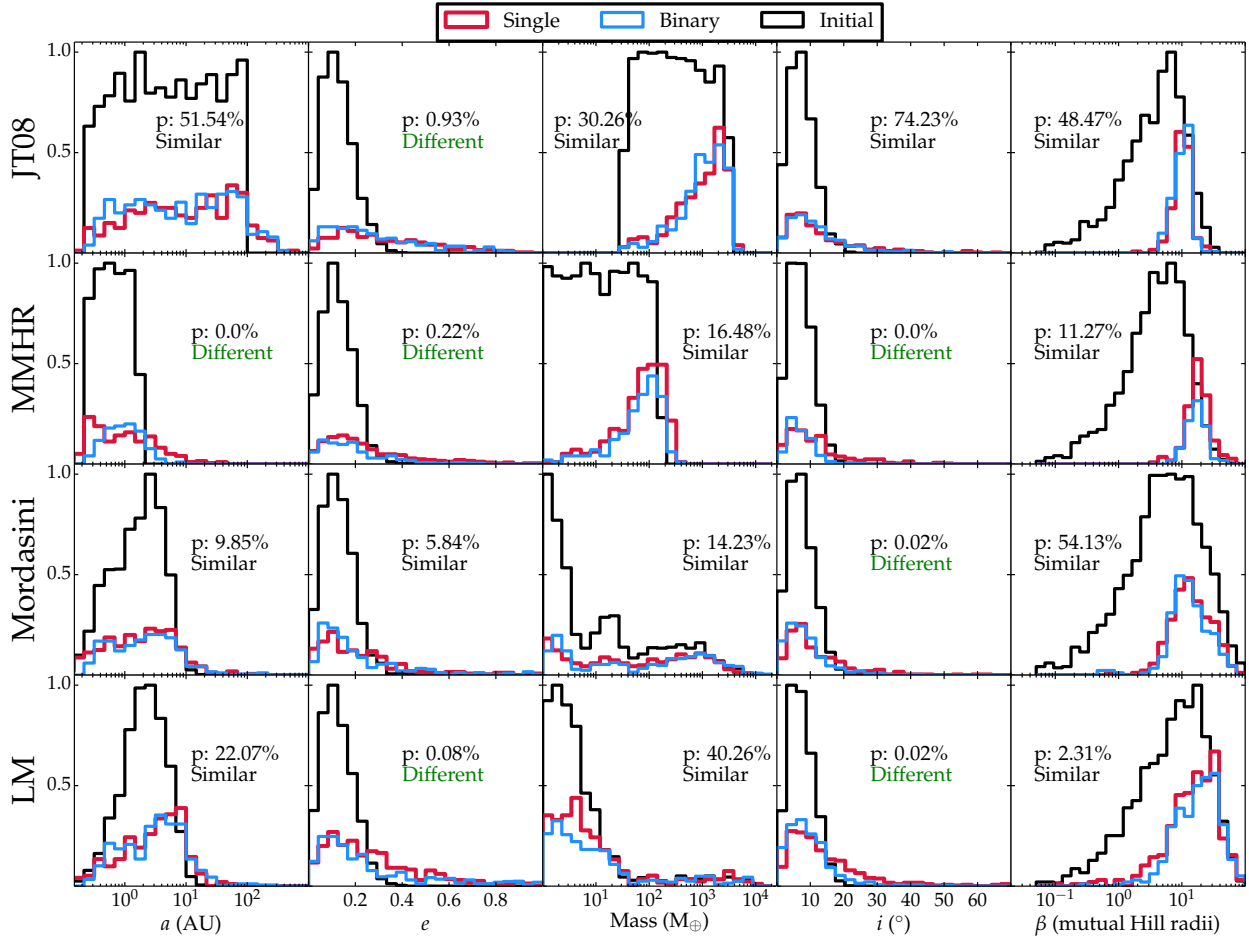 Single Binary Initial
JT08
1.0
0.5
p: 51.54%
Similar
p: 0.93%
Different
p: 30.26%
Similar
p: 74.23%
Similar
p: 48.47%
Similar
MMHR
1.0
0.5
p: 0.0%
Different
p: 0.22%
Different
p: 16.48%
Similar
p: 0.0%
Different
p: 11.27%
Similar
Mordasini
1.0
0.5
p: 9.85%
Similar
p: 5.84%
Similar
p: 14.23%
Similar
p: 0.02%
Different
p: 54.13%
Similar
LM
1.0
0.5
p: 22.07%
Similar
p: 0.08%
Different
p: 40.26%
Similar
p: 0.02%
Different
p: 2.31%
Similar
10⁰ 10¹ 10²
a (AU)
0.2 0.4 0.6 0.8
e
10¹ 10² 10³ 10⁴
Mass (M⊕)
10 20 30 40 50 60
i (°)
10⁻¹ 10⁰ 10¹
β (mutual Hill radii)